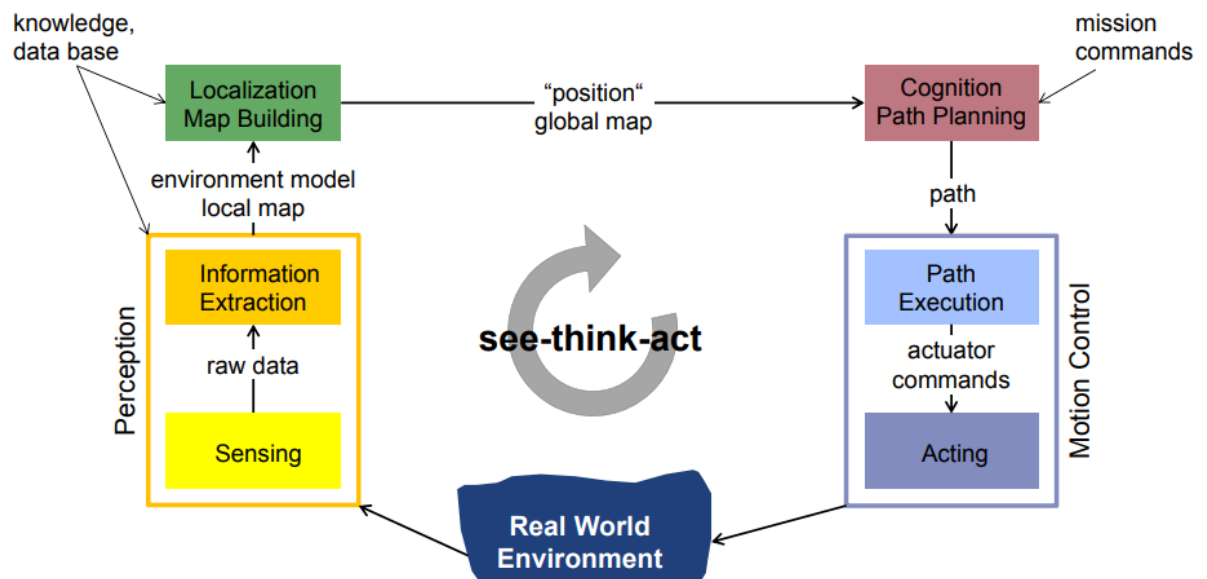 knowledge,
data base
mission
commands
Localization
Map Building
“position“
global map
Cognition
Path Planning
environment model
local map
path
Perception
Information
Extraction
raw data
Sensing
see-think-act
Path
Execution
actuator
commands
Acting
Motion Control
Real World
Environment